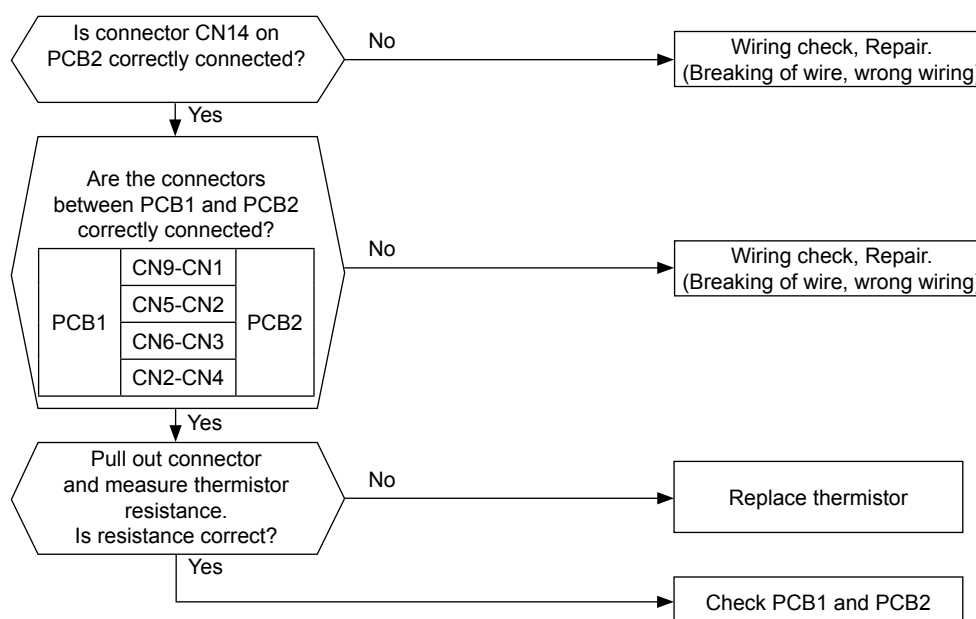 Is connector CN14 on
PCB2 correctly connected?
No
Wiring check, Repair.
(Breaking of wire, wrong wiring)
Yes
Are the connectors
between PCB1 and PCB2
correctly connected?
No
Wiring check, Repair.
(Breaking of wire, wrong wiring)
PCB1
CN9-CN1
CN5-CN2
CN6-CN3
CN2-CN4
PCB2
Yes
Pull out connector
and measure thermistor
resistance.
Is resistance correct?
No
Replace thermistor
Yes
Check PCB1 and PCB2